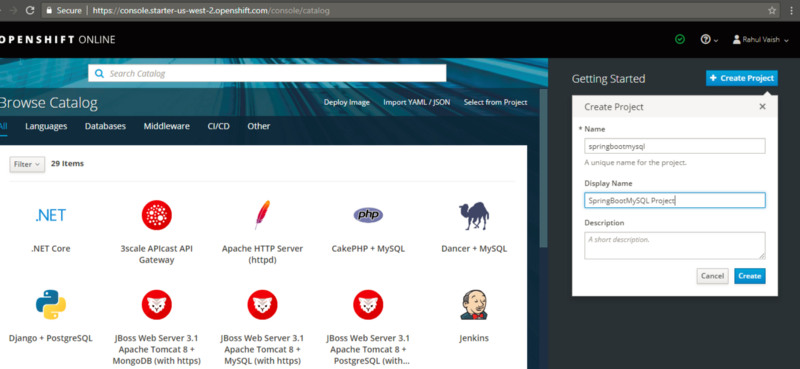 Secure https://console.starter-us-west-2.openshift.com/console/catalog
OPENSHIFT ONLINE
Rahul Vaish
Search Catalog
Getting Started
Create Project
Browse Catalog
Deploy Image Import YAML / JSON Select from Project
All Languages Databases Middleware CI/CD Other
Filter 29 Items
Create Project
* Name
springbootmysql
A unique name for the project.
Display Name
SpringBootMySQL Project
Description
A short description.
Cancel Create
.NET
php
.NET Core
3scale APIcast API
Gateway
Apache HTTP Server
(httpd)
CakePHP + MySQL
Dancer + MySQL
Django + PostgreSQL
JBoss Web Server 3.1
Apache Tomcat 8 +
MongoDB (with https)
JBoss Web Server 3.1
Apache Tomcat 8 +
MySQL (with https)
JBoss Web Server 3.1
Apache Tomcat 8 +
PostgreSQL (with...
Jenkins